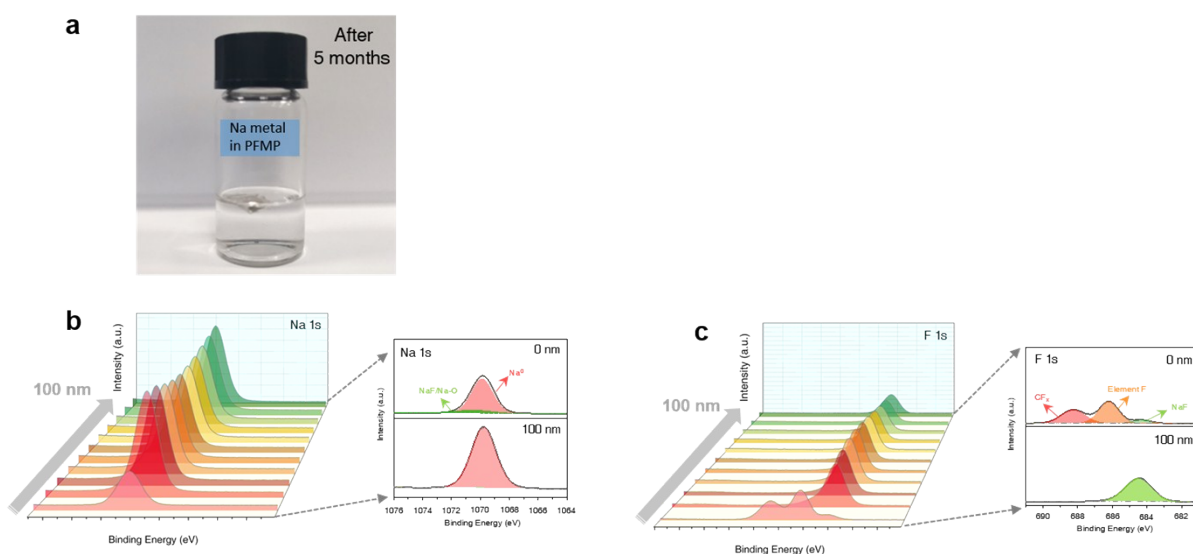 a
After
5 months
Na metal
in PFMP
b
Na 1s
Intensity (a.u.)
100 nm
Binding Energy (eV)
Na 1s
0 nm
NaF/Na-O
Na⁰
100 nm
Intensity (a.u.)
1076 1074 1072 1070 1068 1066 1064
Binding Energy (eV)
c
F 1s
Intensity (a.u.)
100 nm
Binding Energy (eV)
F 1s
0 nm
CFₓ
Element F
NaF
100 nm
Intensity (a.u.)
690 688 686 684 682
Binding Energy (eV)